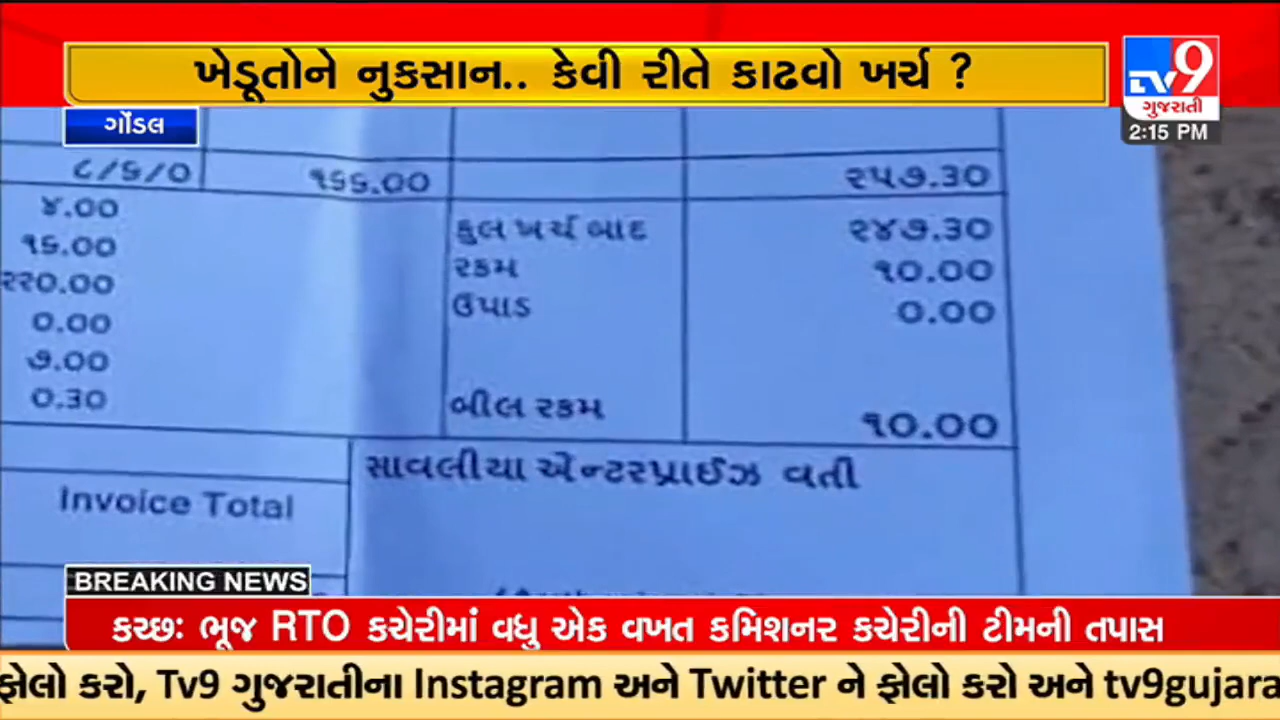 ખેડૂતોને નુકસાન.. કેવી રીતે કાઢવો ખર્ચ ?
TV9
ગુજરાતી
2:15 PM
ગોંડલ
૮/૬/૦ ૧૬૬.૦૦ ૨૫૭.૩૦
૪.૦૦
૧૬.૦૦
૨૨૦.૦૦
૦.૦૦
૭.૦૦
૦.૩૦
કુલ ખર્ચ બાદ ૨૪૭.૩૦
રકમ ૧૦.૦૦
ઉપાડ ૦.૦૦
બીલ રકમ ૧૦.૦૦
સાવલીયા એન્ટરપ્રાઈઝ વતી
Invoice Total
BREAKING NEWS
કચ્છઃ ભૂજ RTO કચેરીમાં વધુ એક વખત કમિશનર કચેરીની ટીમની તપાસ
ફોલો કરો, Tv9 ગુજરાતીના Instagram અને Twitter ને ફોલો કરો અને tv9gujara